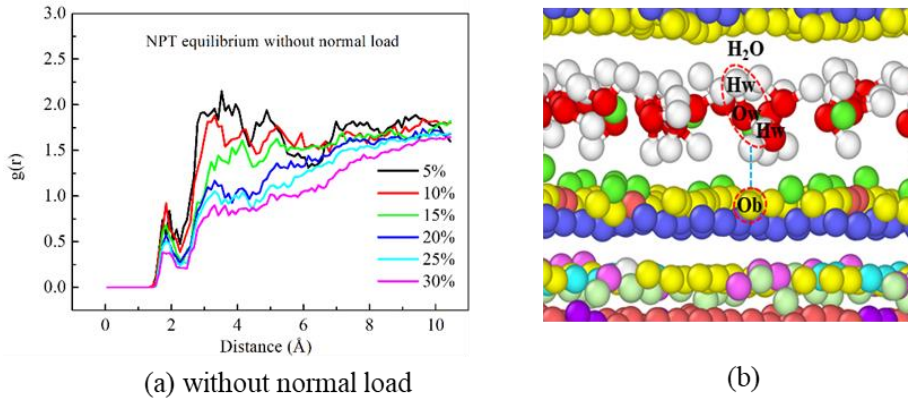 NPT equilibrium without normal load
3.0
2.5
2.0
1.5
1.0
0.5
0.0
g(r)
5%
10%
15%
20%
25%
30%
0 2 4 6 8 10
Distance (Å)
(a) without normal load
H₂O
Hw
Ow
Hw
Ob
(b)